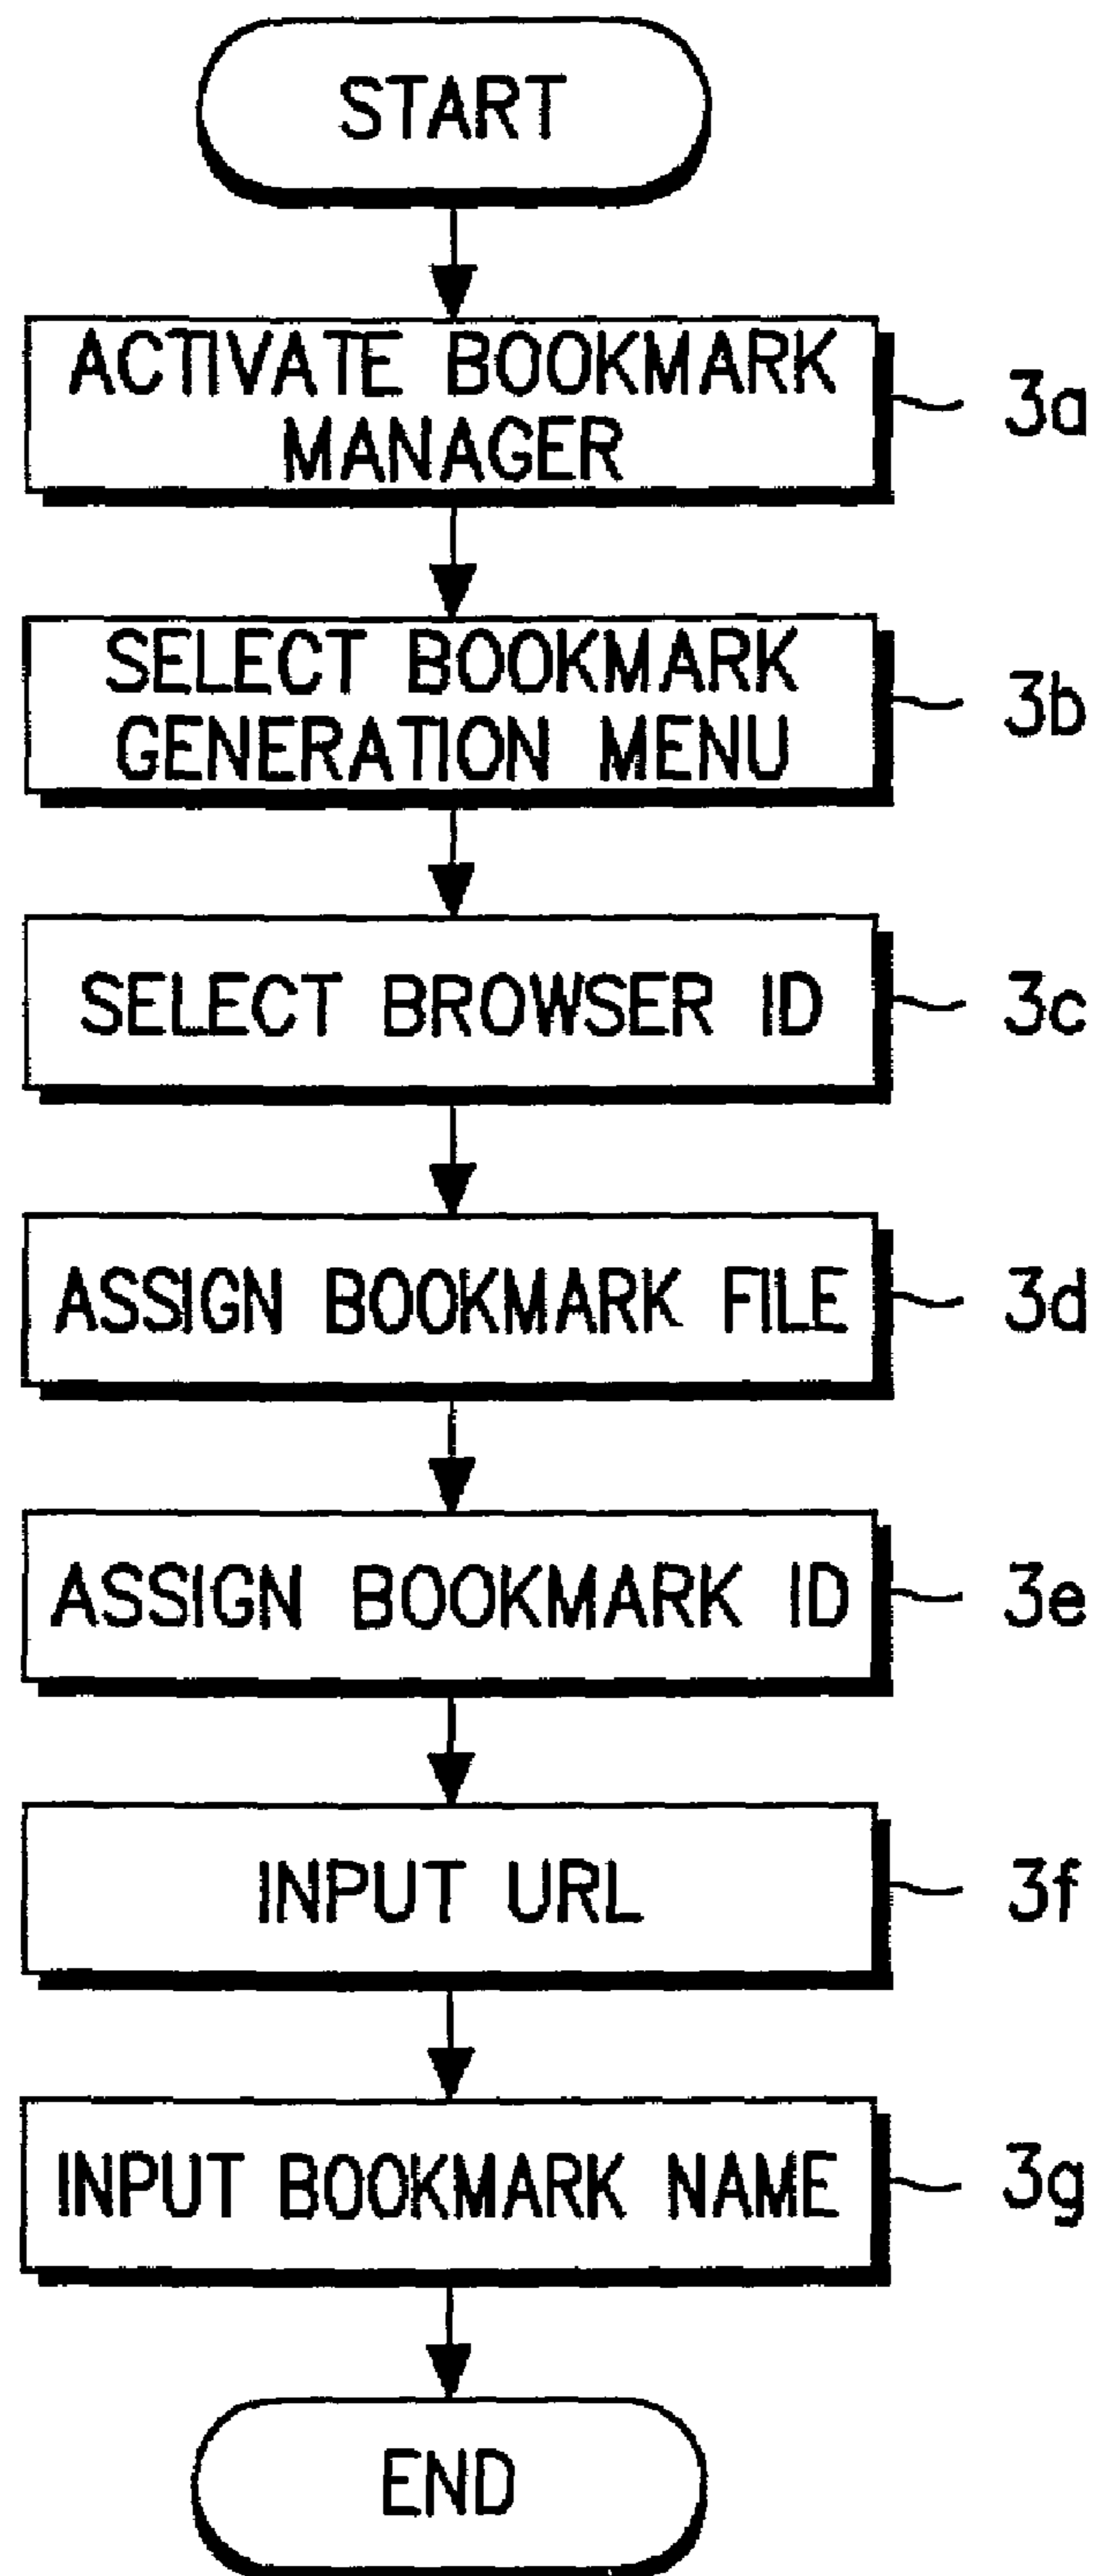 START
ACTIVATE BOOKMARK
MANAGER
3a
SELECT BOOKMARK
GENERATION MENU
3b
SELECT BROWSER ID
3c
ASSIGN BOOKMARK FILE
3d
ASSIGN BOOKMARK ID
3e
INPUT URL
3f
INPUT BOOKMARK NAME
3g
END